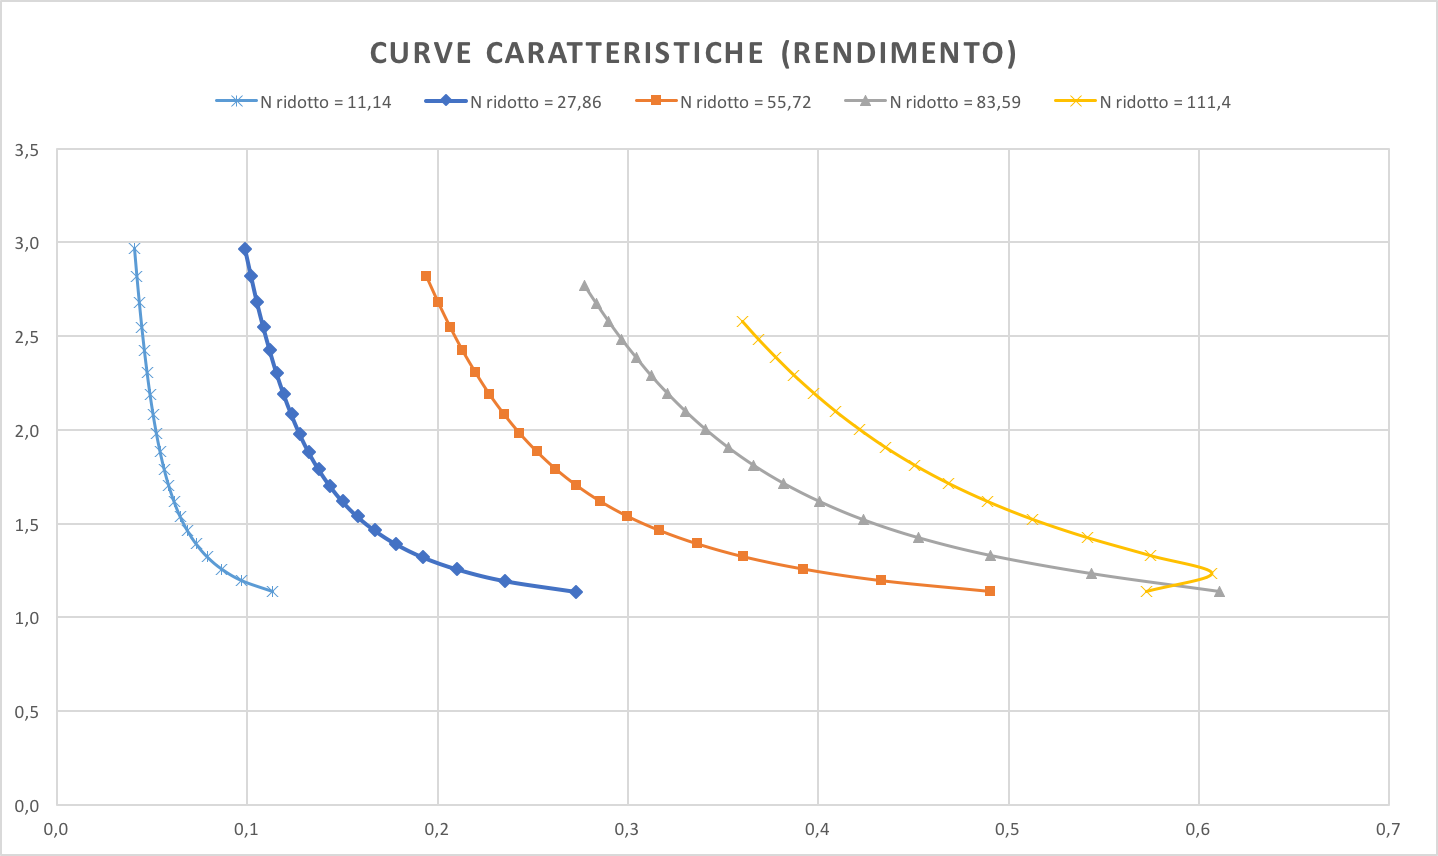 CURVE CARATTERISTICHE (RENDIMENTO)
N ridotto = 11,14 N ridotto = 27,86 N ridotto = 55,72 N ridotto = 83,59 N ridotto = 111,4
3,5
3,0
2,5
2,0
1,5
1,0
0,5
0,0
0,0 0,1 0,2 0,3 0,4 0,5 0,6 0,7